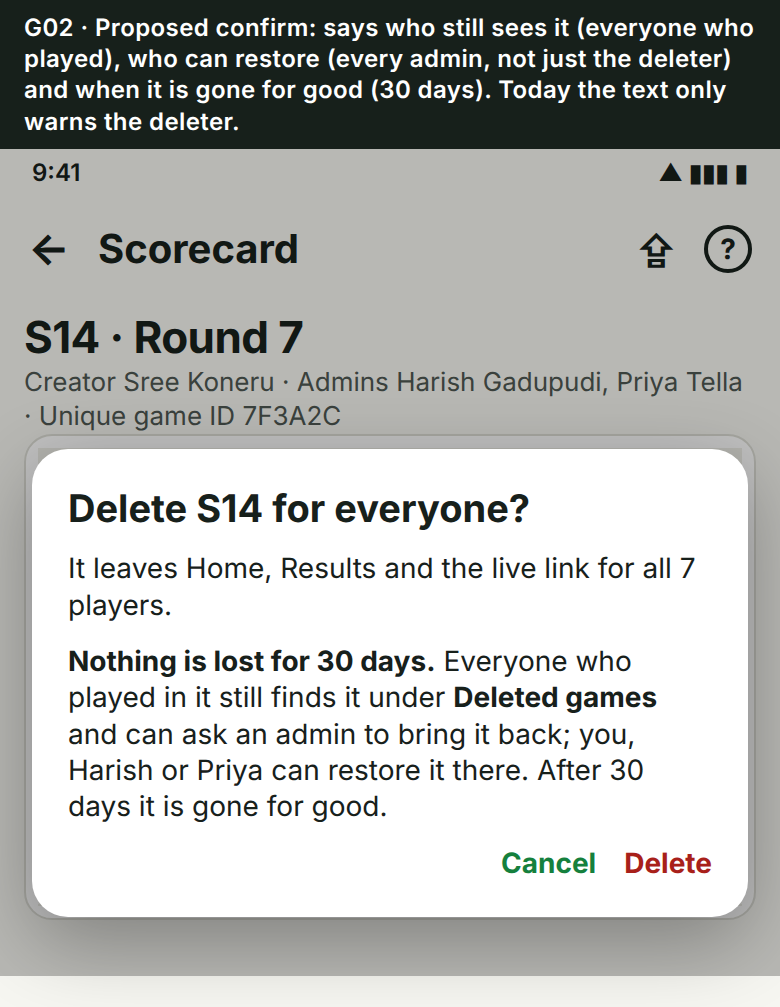 G02 · Proposed confirm: says who still sees it (everyone who
played), who can restore (every admin, not just the deleter)
and when it is gone for good (30 days). Today the text only
warns the deleter.
9:41
Scorecard
?
S14 · Round 7
Creator Sree Koneru · Admins Harish Gadupudi, Priya Tella
· Unique game ID 7F3A2C
Delete S14 for everyone?
It leaves Home, Results and the live link for all 7
players.
Nothing is lost for 30 days. Everyone who
played in it still finds it under Deleted games
and can ask an admin to bring it back; you,
Harish or Priya can restore it there. After 30
days it is gone for good.
Cancel Delete